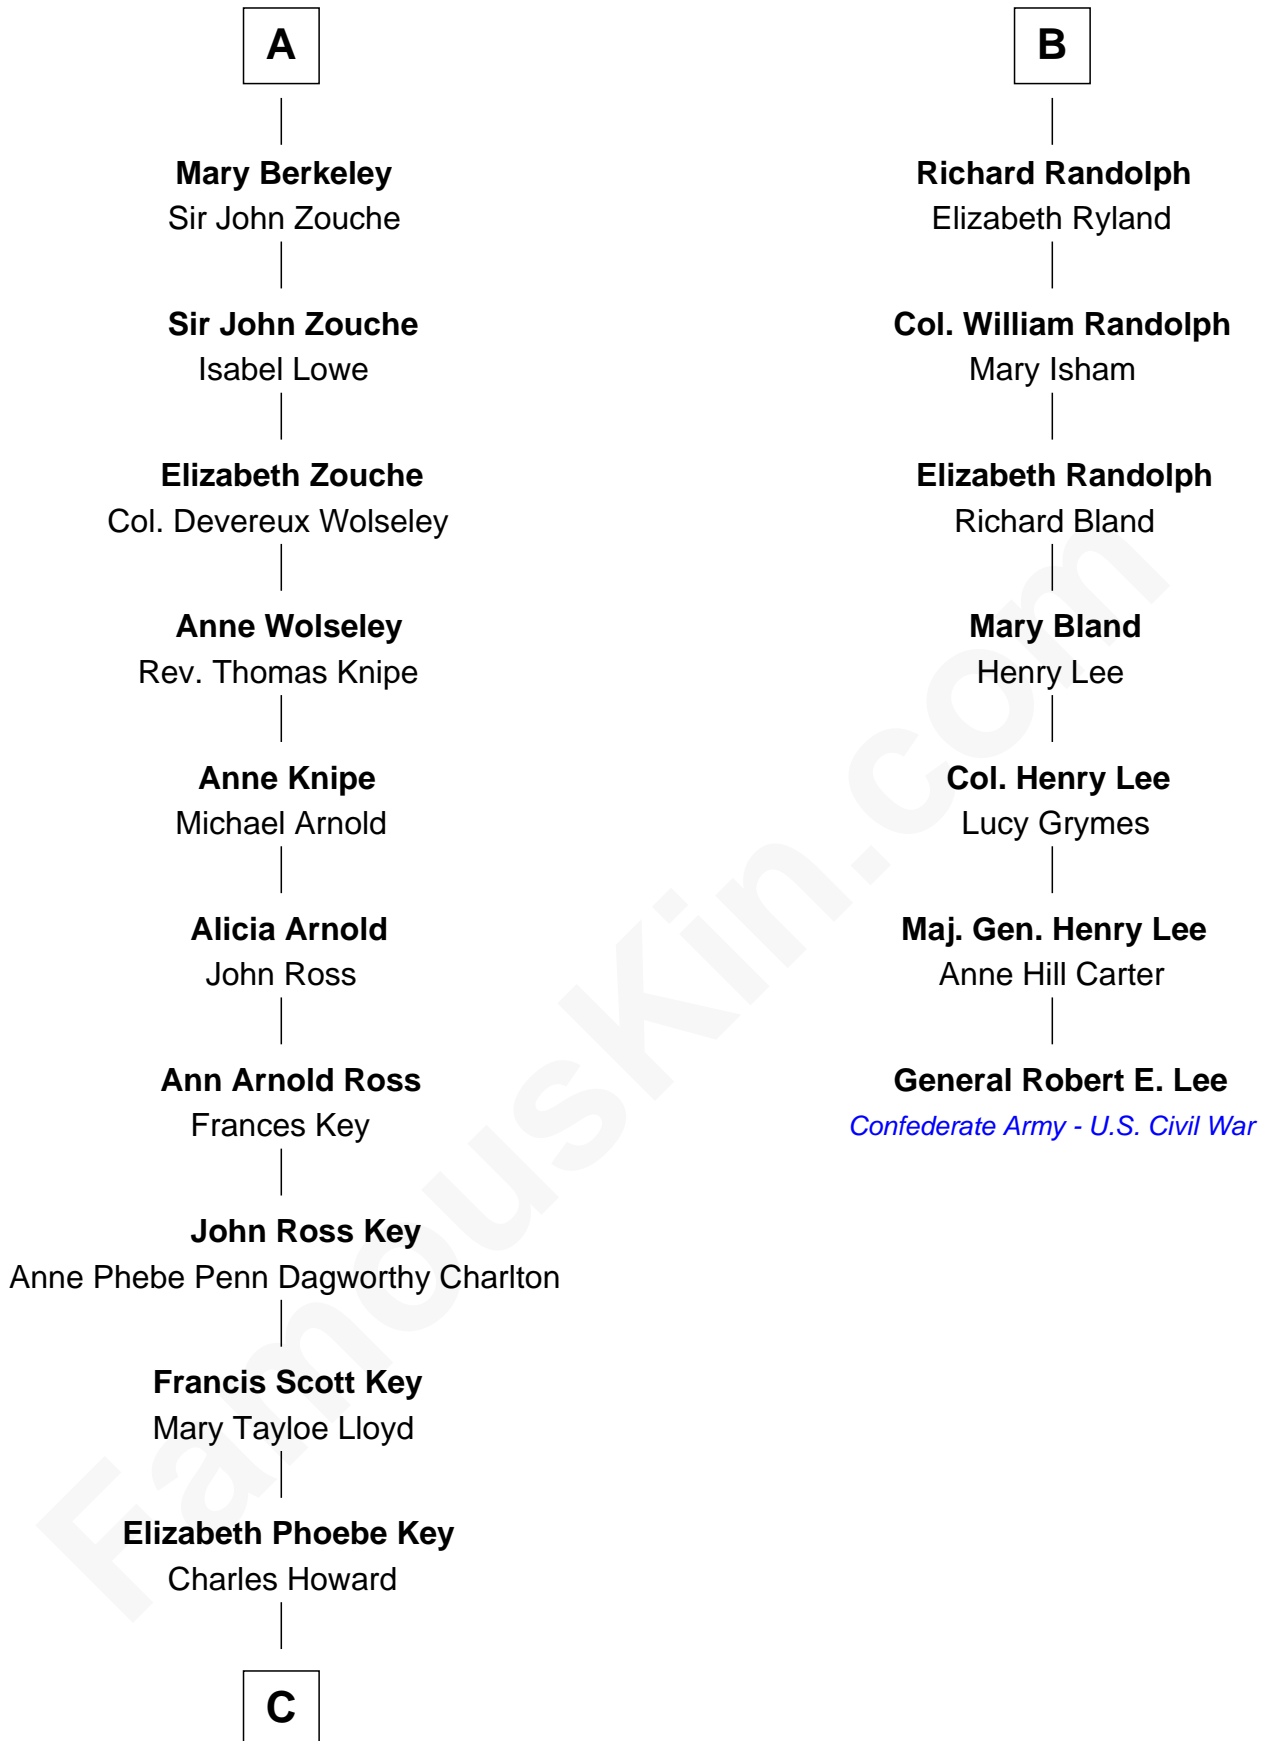 A
Mary Berkeley
Sir John Zouche
Sir John Zouche
Isabel Lowe
Elizabeth Zouche
Col. Devereux Wolseley
Anne Wolseley
Rev. Thomas Knipe
Anne Knipe
Michael Arnold
Alicia Arnold
John Ross
Ann Arnold Ross
Frances Key
John Ross Key
Anne Phebe Penn Dagworthy Charlton
Francis Scott Key
Mary Tayloe Lloyd
Elizabeth Phoebe Key
Charles Howard
C
B
Richard Randolph
Elizabeth Ryland
Col. William Randolph
Mary Isham
Elizabeth Randolph
Richard Bland
Mary Bland
Henry Lee
Col. Henry Lee
Lucy Grymes
Maj. Gen. Henry Lee
Anne Hill Carter
General Robert E. Lee
Confederate Army - U.S. Civil War
FamousKin.com